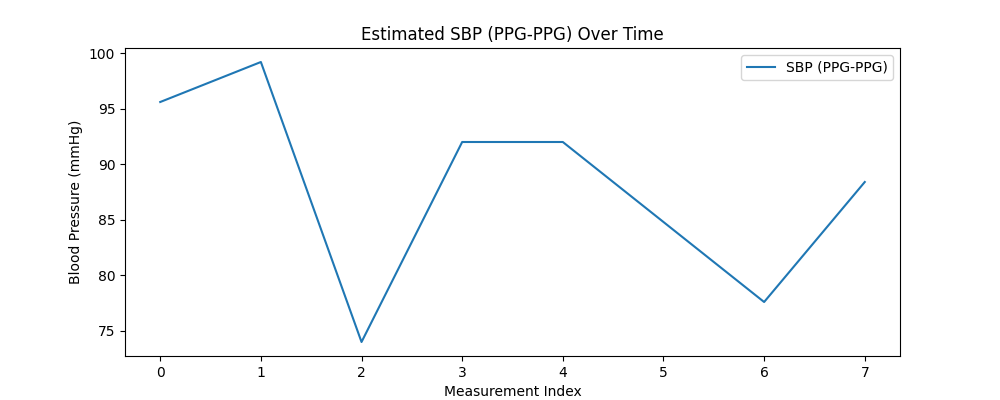 Estimated SBP (PPG-PPG) Over Time
SBP (PPG-PPG)
Blood Pressure (mmHg)
100
95
90
85
80
75
0 1 2 3 4 5 6 7
Measurement Index